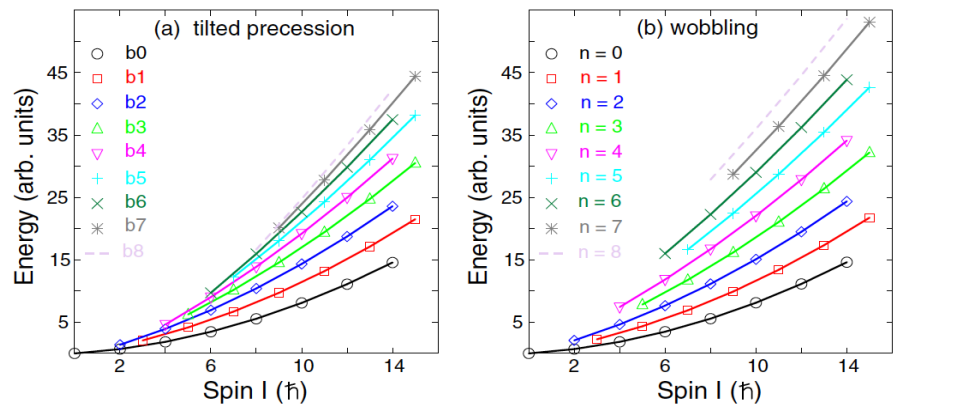 (a) tilted precession
b0
b1
b2
b3
b4
b5
b6
b7
b8
45
35
25
15
5
Energy (arb. units)
2 6 10 14
Spin I (ħ)
(b) wobbling
n = 0
n = 1
n = 2
n = 3
n = 4
n = 5
n = 6
n = 7
n = 8
45
35
25
15
5
Energy (arb. units)
2 6 10 14
Spin I (ħ)